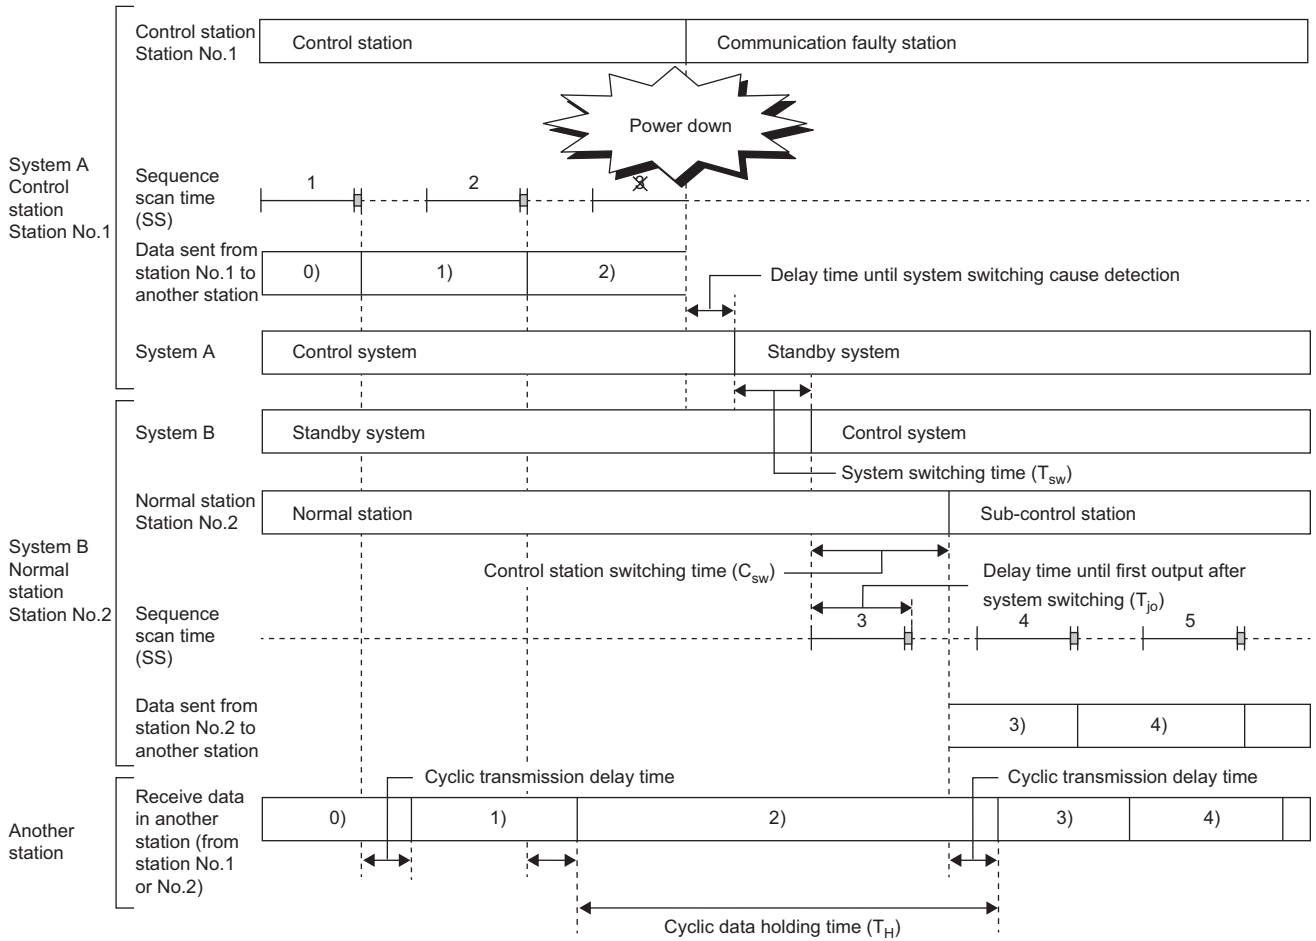 Control station
Station No.1
Control station
Communication faulty station
Power down
System A
Control
station
Station No.1
Sequence
scan time
(SS)
1
2
3
Data sent from
station No.1 to
another station
0)
1)
2)
Delay time until system switching cause detection
System A
Control system
Standby system
System B
Standby system
Control system
System switching time (Tsw)
Normal station
Station No.2
Normal station
Sub-control station
System B
Normal
station
Station No.2
Control station switching time (Csw)
Delay time until first output after
system switching (Tjo)
Sequence
scan time
(SS)
3
4
5
Data sent from
station No.2 to
another station
3)
4)
Cyclic transmission delay time
Cyclic transmission delay time
Another
station
Receive data
in another
station (from
station No.1
or No.2)
0)
1)
2)
3)
4)
Cyclic data holding time (TH)